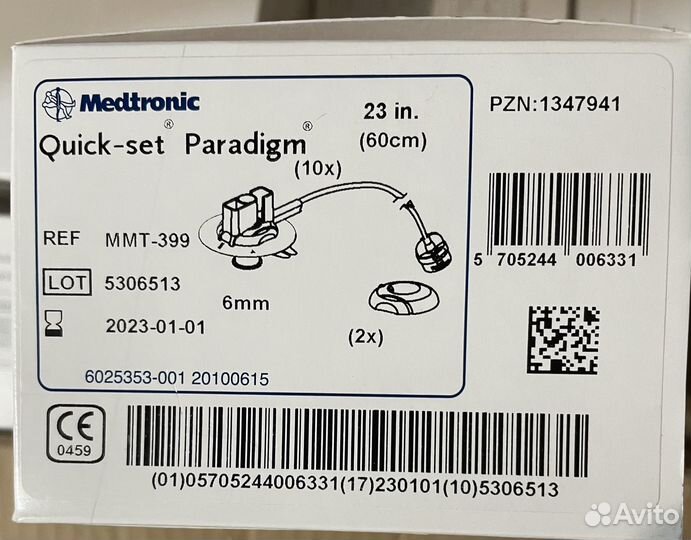 Medtronic
23 in.
(60cm)
PZN:1347941
Quick-set® Paradigm®
(10x)
REF MMT-399
LOT 5306513
6mm
2023-01-01
(2x)
5 705244 006331
6025353-001 20100615
CE
0459
(01)05705244006331(17)230101(10)5306513
Avito